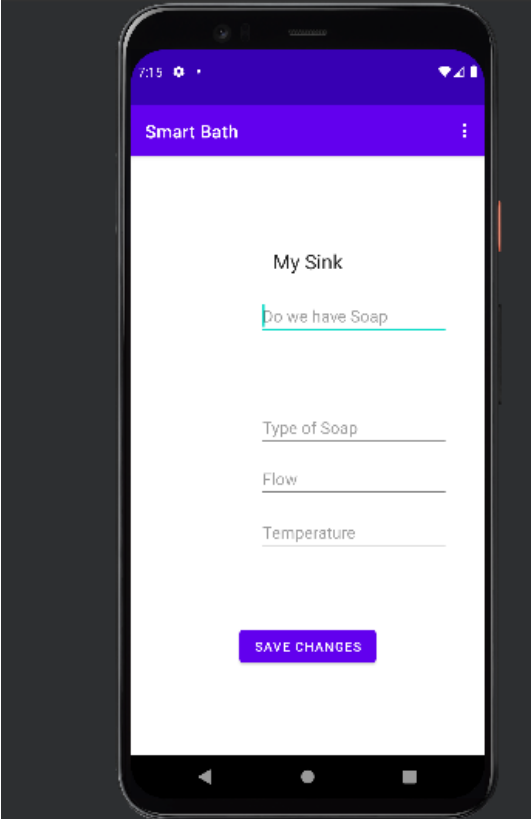 7:15
Smart Bath
My Sink
Do we have Soap
Type of Soap
Flow
Temperature
SAVE CHANGES